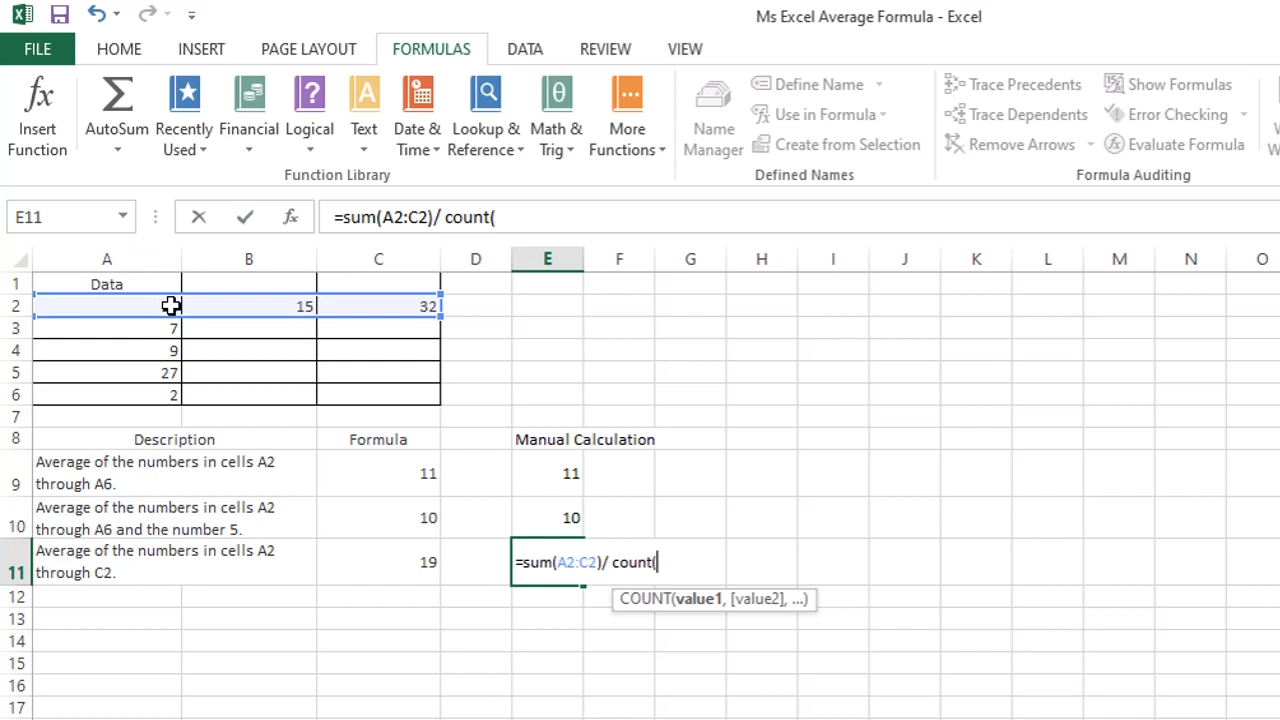 Ms Excel Average Formula - Excel
FILE HOME INSERT PAGE LAYOUT FORMULAS DATA REVIEW VIEW
fx Insert Function
Σ AutoSum
Recently Used
Financial
? Logical
A Text
Date & Time
Lookup & Reference
θ Math & Trig
More Functions
Function Library
Name Manager
Define Name
Use in Formula
Create from Selection
Defined Names
Trace Precedents
Trace Dependents
Remove Arrows
Show Formulas
Error Checking
Evaluate Formula
Formula Auditing
E11 fx =sum(A2:C2)/ count(
A B C D E F G H I J K L M N O
1 Data
2 15 32
3 7
4 9
5 27
6 2
7
8 Description Formula Manual Calculation
Average of the numbers in cells A2
9 through A6. 11 11
Average of the numbers in cells A2
10 through A6 and the number 5. 10 10
Average of the numbers in cells A2
11 through C2. 19 =sum(A2:C2)/ count(
12 COUNT(value1, [value2], ...)
13
14
15
16
17